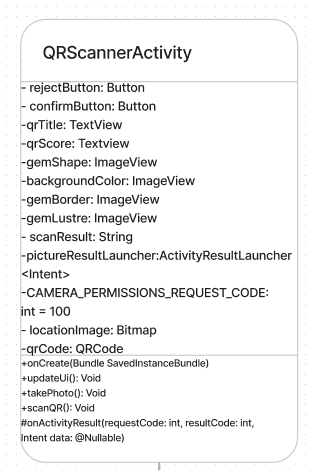 QRScannerActivity
- rejectButton: Button
- confirmButton: Button
-qrTitle: TextView
-qrScore: Textview
-gemShape: ImageView
-backgroundColor: ImageView
-gemBorder: ImageView
-gemLustre: ImageView
- scanResult: String
-pictureResultLauncher:ActivityResultLauncher
<Intent>
-CAMERA_PERMISSIONS_REQUEST_CODE:
int = 100
- locationImage: Bitmap
-qrCode: QRCode
+onCreate(Bundle SavedInstanceBundle)
+updateUi(): Void
+takePhoto(): Void
+scanQR(): Void
#onActivityResult(requestCode: int, resultCode: int,
Intent data: @Nullable)